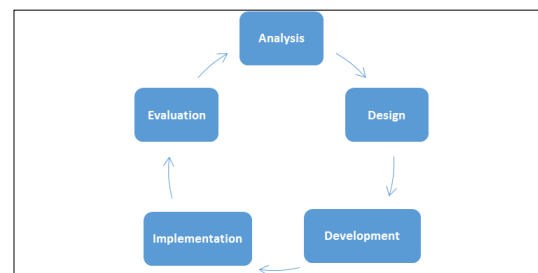 Analysis
Evaluation
Design
Implementation
Development